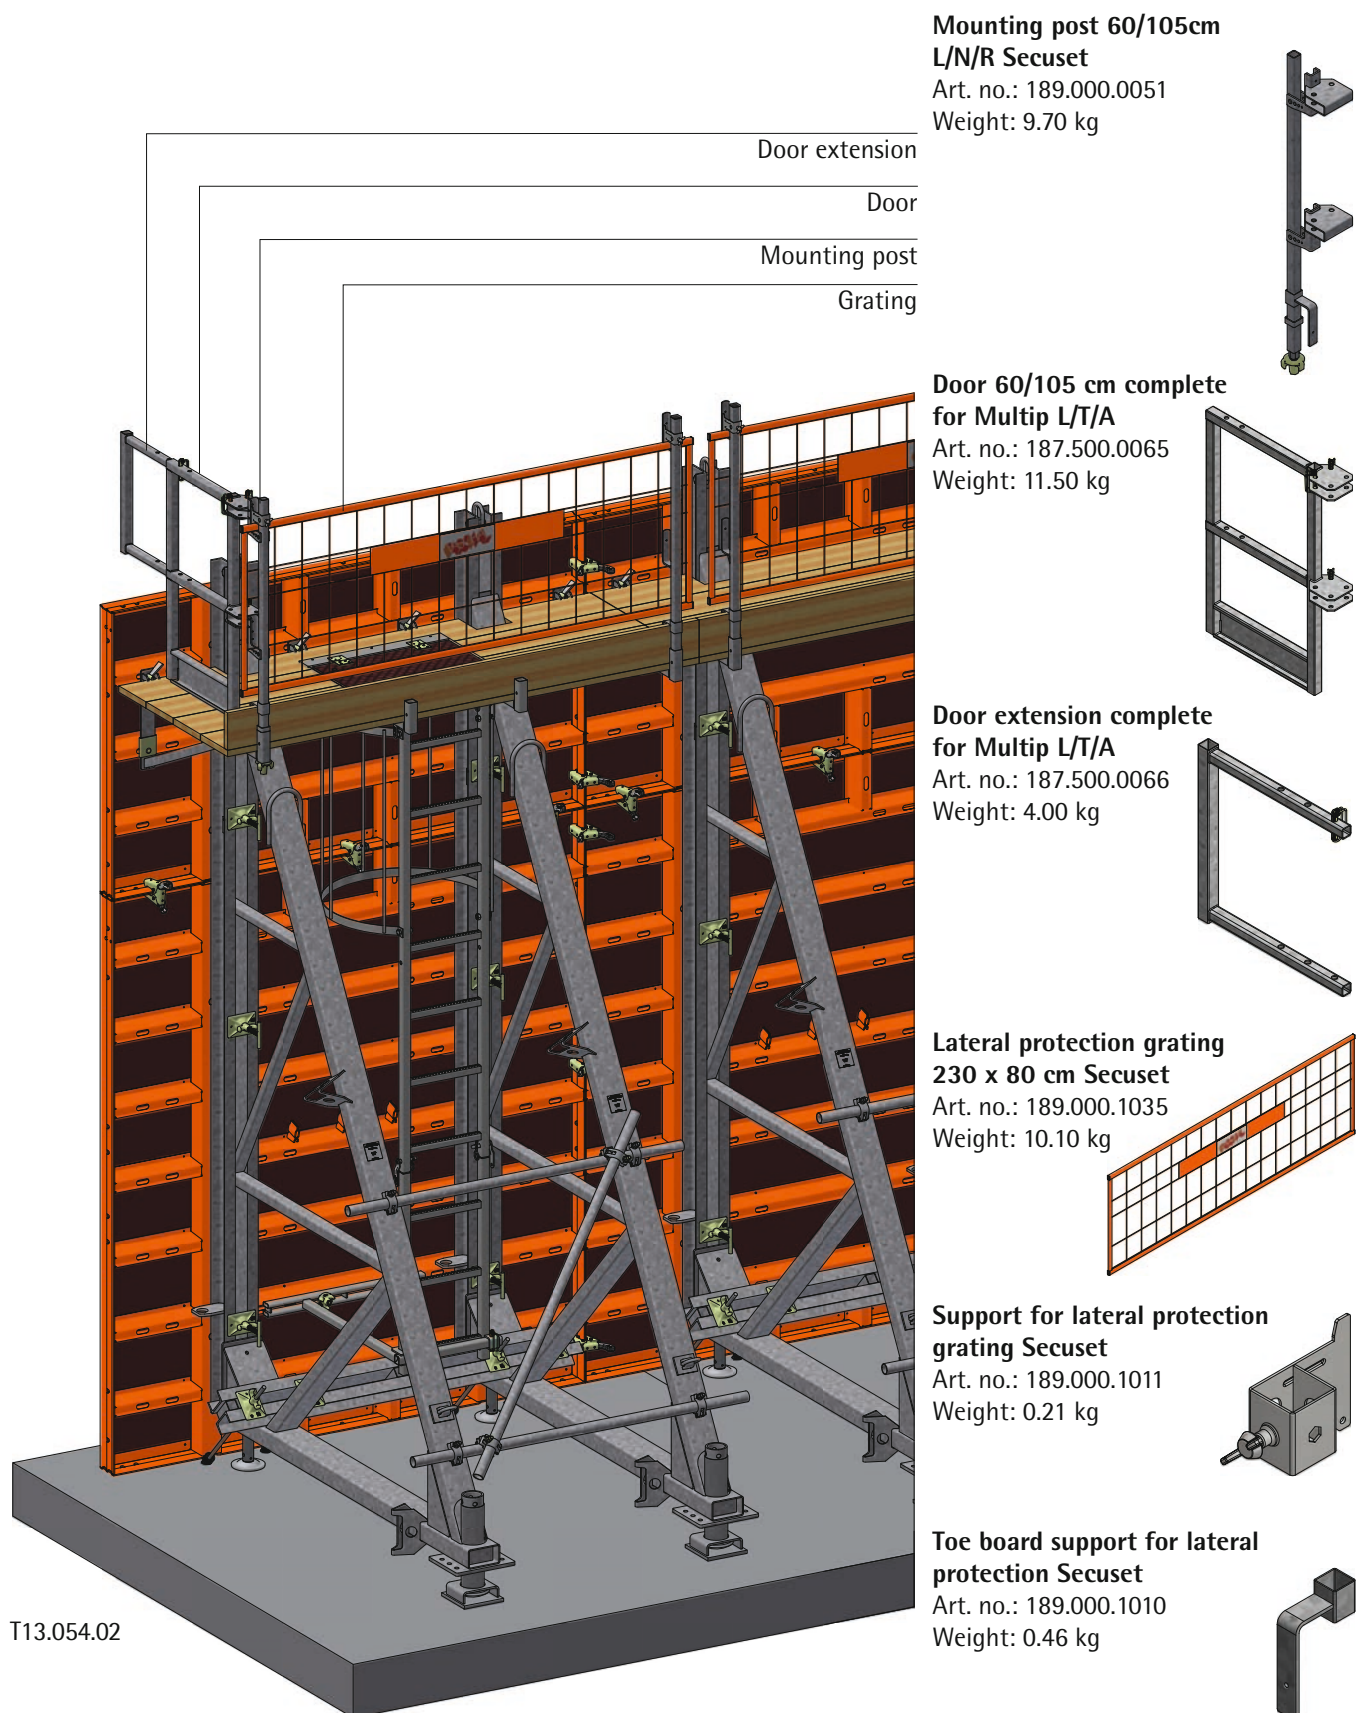 Door extension
Door
Mounting post
Grating
T13.054.02
Mounting post 60/105cm
L/N/R Secuset
Art. no.: 189.000.0051
Weight: 9.70 kg
Door 60/105 cm complete
for Multip L/T/A
Art. no.: 187.500.0065
Weight: 11.50 kg
Door extension complete
for Multip L/T/A
Art. no.: 187.500.0066
Weight: 4.00 kg
Lateral protection grating
230 x 80 cm Secuset
Art. no.: 189.000.1035
Weight: 10.10 kg
Support for lateral protection
grating Secuset
Art. no.: 189.000.1011
Weight: 0.21 kg
Toe board support for lateral
protection Secuset
Art. no.: 189.000.1010
Weight: 0.46 kg